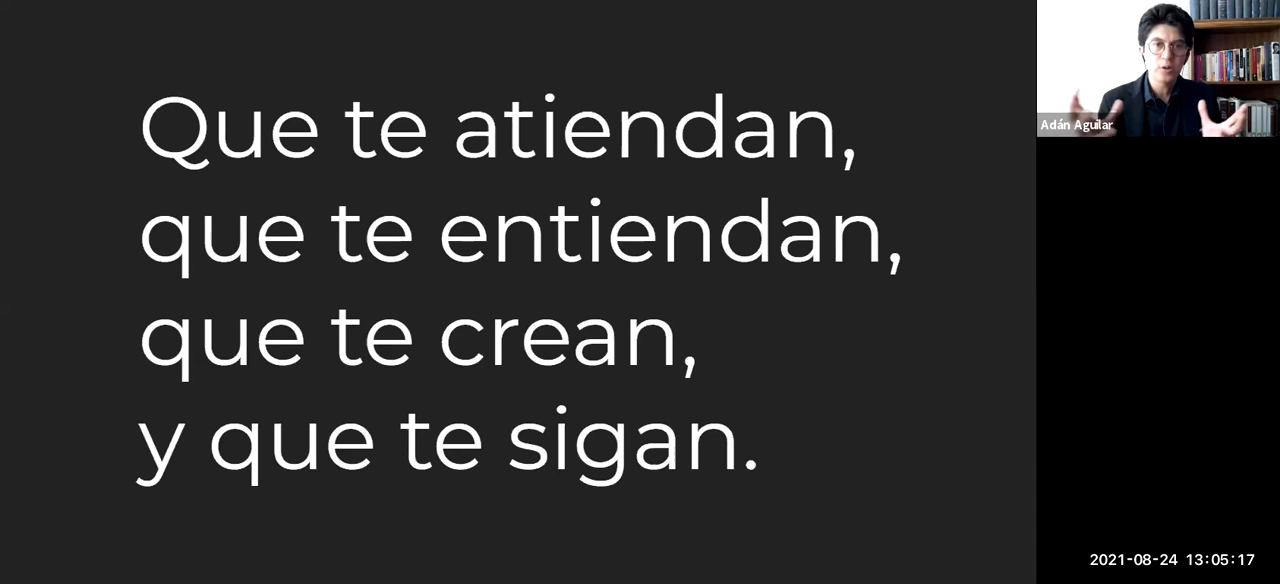 Que te atiendan,
que te entiendan,
que te crean,
y que te sigan.
Adán Aguilar
2021-08-24 13:05:17